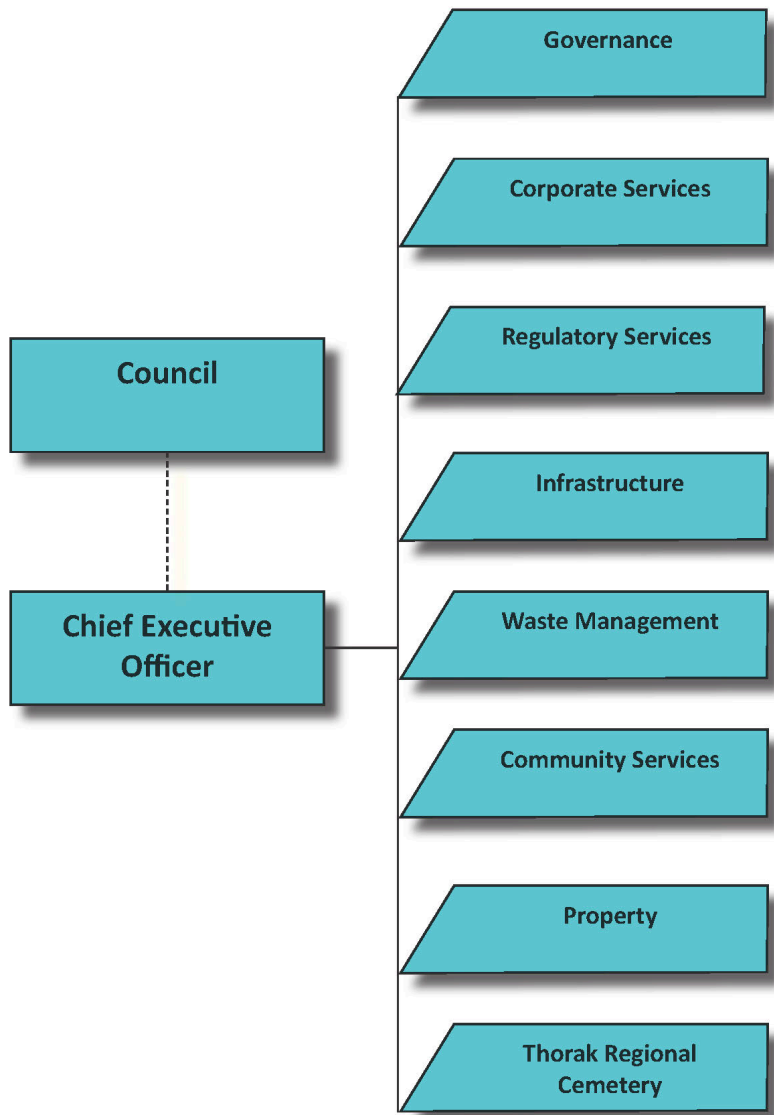 Governance
Corporate Services
Regulatory Services
Council
Infrastructure
Chief Executive
Officer
Waste Management
Community Services
Property
Thorak Regional
Cemetery